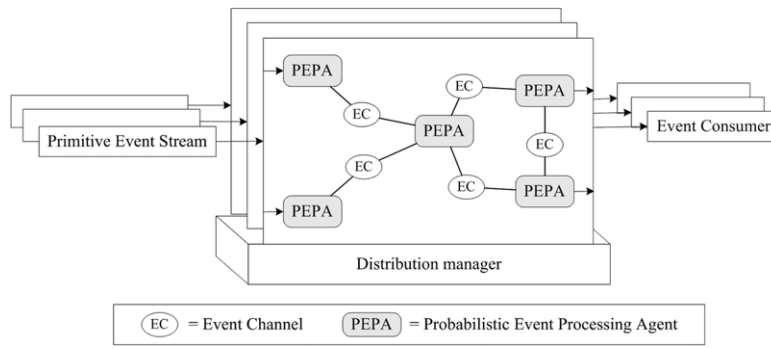 PEPA
PEPA
EC
EC
PEPA
Primitive Event Stream
Event Consumer
EC
EC
EC
PEPA
PEPA
Distribution manager
EC = Event Channel
PEPA = Probabilistic Event Processing Agent